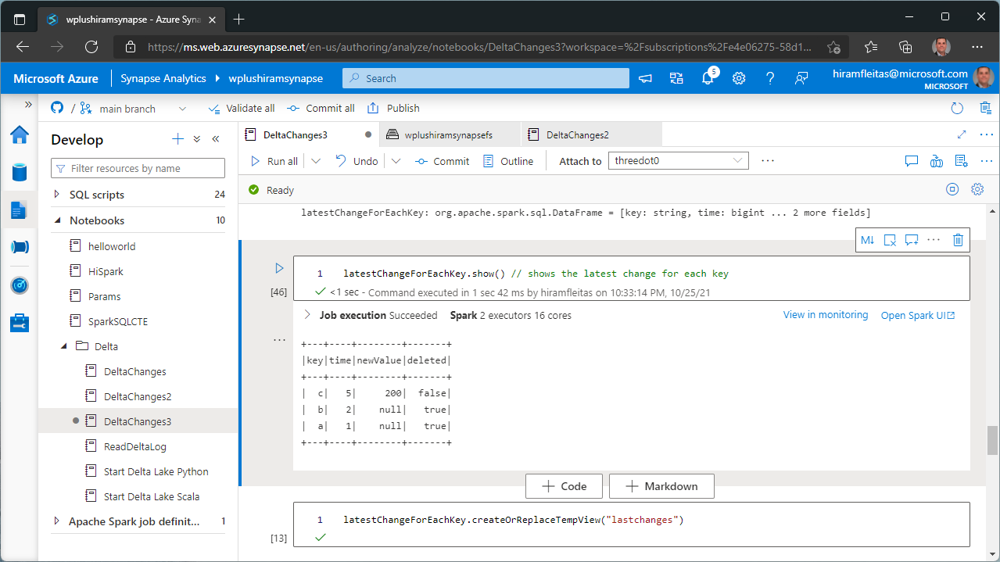 wplushiramsynapse - Azure Syna
https://ms.web.azuresynapse.net/en-us/authoring/analyze/notebooks/DeltaChanges3?workspace=%2Fsubscriptions%2Fe4e06275-58d1...
Microsoft Azure
Synapse Analytics
wplushiramsynapse
Search
5
hiramfleitas@microsoft.com
MICROSOFT
/ main branch
Validate all
Commit all
Publish
Develop
Filter resources by name
SQL scripts 24
Notebooks 10
helloworld
HiSpark
Params
SparkSQLCTE
Delta
DeltaChanges
DeltaChanges2
DeltaChanges3
ReadDeltaLog
Start Delta Lake Python
Start Delta Lake Scala
Apache Spark job definit... 1
DeltaChanges3
wplushiramsynapsefs
DeltaChanges2
Run all
Undo
Commit
Outline
Attach to
threedot0
Ready
latestChangeForEachKey: org.apache.spark.sql.DataFrame = [key: string, time: bigint ... 2 more fields]
M↓
1 latestChangeForEachKey.show() // shows the latest change for each key
[46]
<1 sec - Command executed in 1 sec 42 ms by hiramfleitas on 10:33:14 PM, 10/25/21
Job execution Succeeded Spark 2 executors 16 cores
View in monitoring
Open Spark UI
+---+----+--------+-------+
|key|time|newValue|deleted|
+---+----+--------+-------+
|  c|   5|     200|  false|
|  b|   2|    null|   true|
|  a|   1|    null|   true|
+---+----+--------+-------+
+ Code
+ Markdown
1 latestChangeForEachKey.createOrReplaceTempView("lastchanges")
[13]